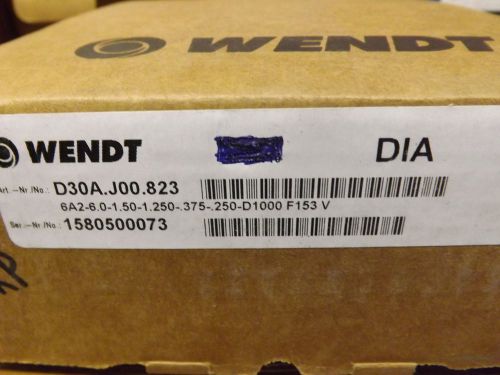 WENDT
WENDT DIA
Art.-Nr/No.: D30A.J00.823
6A2-6.0-1.50-1.250-.375-.250-D1000 F153 V
Ser.-Nr/No.: 1580500073